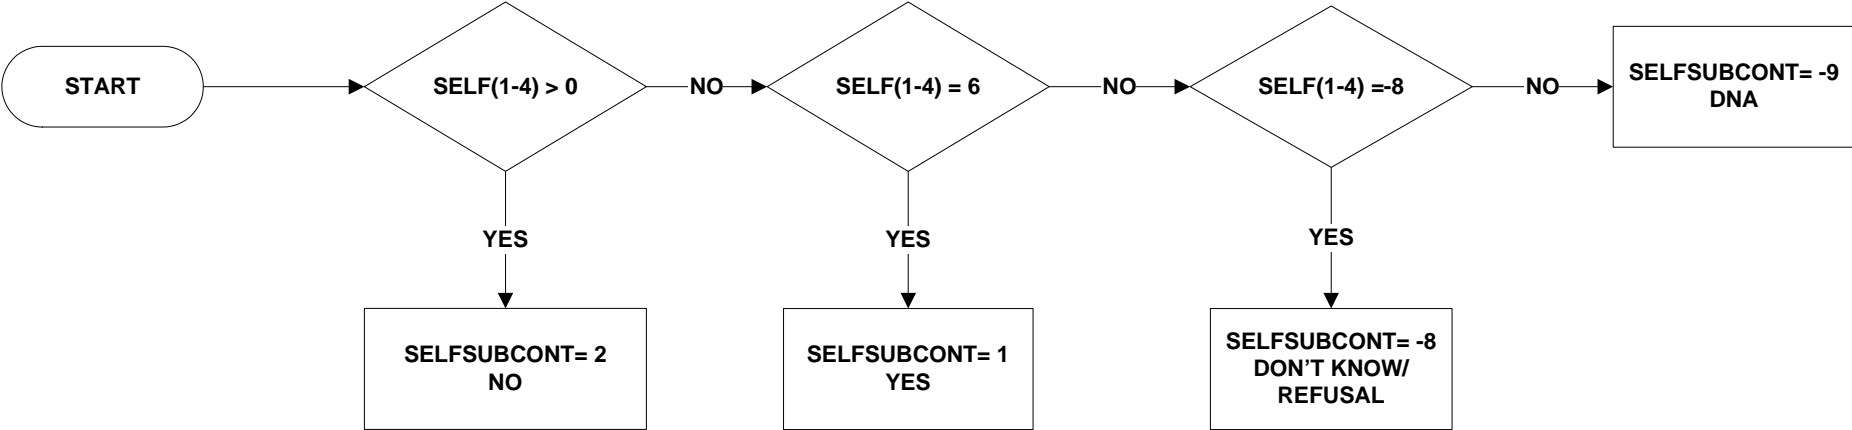 START
SELF(1-4) > 0
NO
SELF(1-4) = 6
NO
SELF(1-4) =-8
NO
SELFSUBCONT= -9
DNA
YES
YES
YES
SELFSUBCONT= 2
NO
SELFSUBCONT= 1
YES
SELFSUBCONT= -8
DON'T KNOW/
REFUSAL